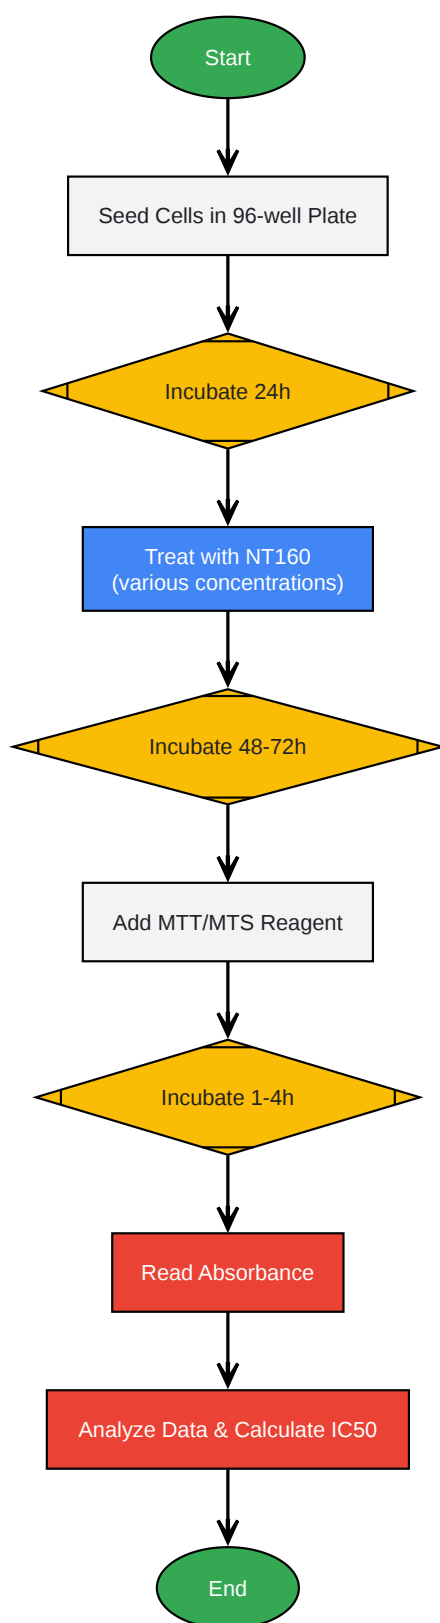 Start
Seed Cells in 96-well Plate
Incubate 24h
Treat with NT160
(various concentrations)
Incubate 48-72h
Add MTT/MTS Reagent
Incubate 1-4h
Read Absorbance
Analyze Data & Calculate IC50
End